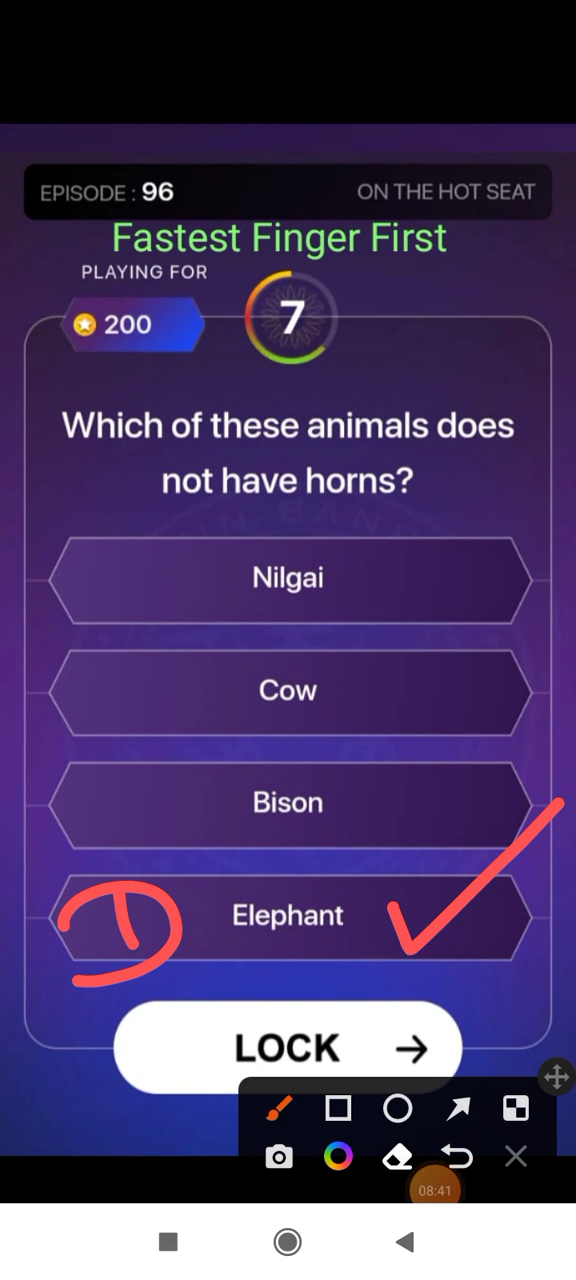 EPISODE : 96
ON THE HOT SEAT
Fastest Finger First
PLAYING FOR
200
7
Which of these animals does
not have horns?
Nilgai
Cow
Bison
D
Elephant
LOCK
08:41